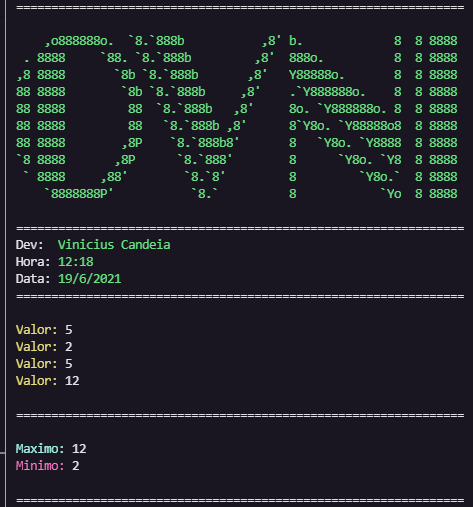 ================================================================
    ,o888888o.  `8.`888b           ,8' b.             8  8 8888
 . 8888     `88. `8.`888b         ,8'  888o.          8  8 8888
,8 8888       `8b `8.`888b       ,8'   Y88888o.       8  8 8888
88 8888        `8b `8.`888b     ,8'    .`Y888888o.    8  8 8888
88 8888         88  `8.`888b   ,8'     8o. `Y888888o. 8  8 8888
88 8888         88   `8.`888b ,8'      8`Y8o. `Y88888o8  8 8888
88 8888        ,8P    `8.`888b8'       8   `Y8o. `Y8888  8 8888
`8 8888       ,8P      `8.`888'        8      `Y8o. `Y8  8 8888
 ` 8888     ,88'        `8.`8'         8         `Y8o.`  8 8888
    `8888888P'           `8.`          8            `Yo  8 8888
================================================================
Dev:  Vinicius Candeia
Hora: 12:18
Data: 19/6/2021
================================================================
Valor: 5
Valor: 2
Valor: 5
Valor: 12
================================================================
Maximo: 12
Minimo: 2
================================================================